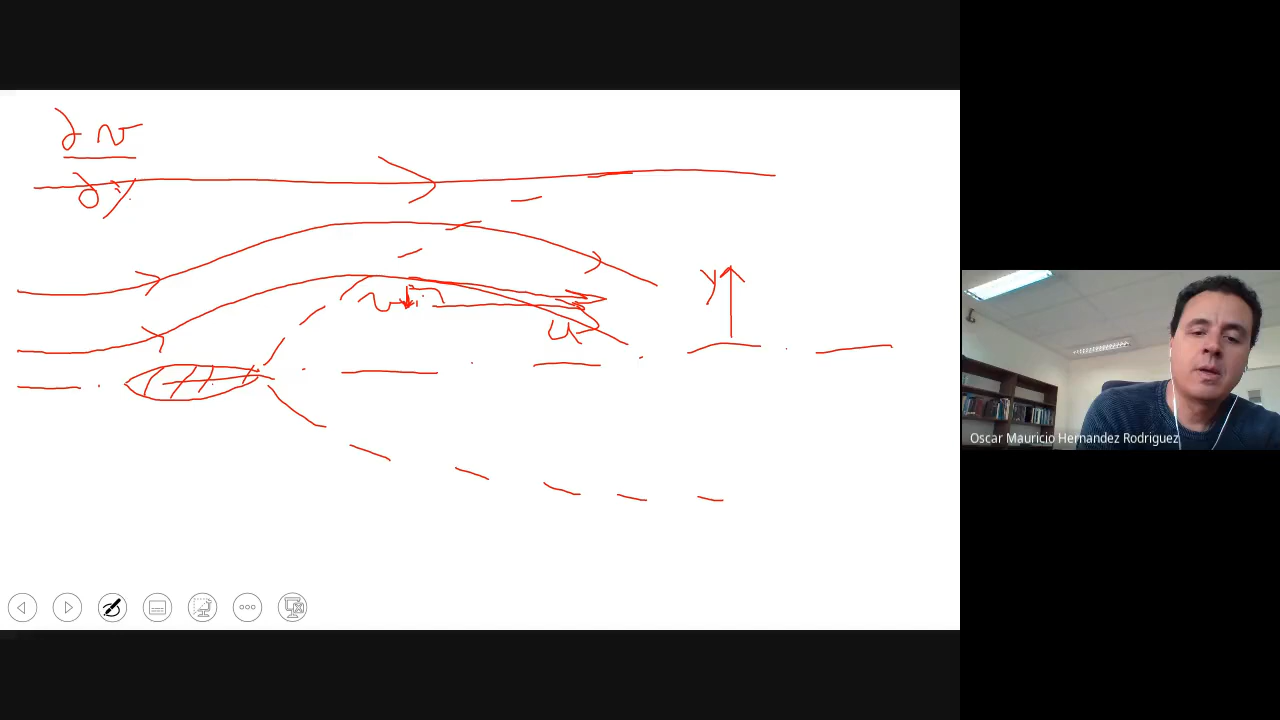 ∂v
∂y
y
v
u
Oscar Mauricio Hernandez Rodriguez